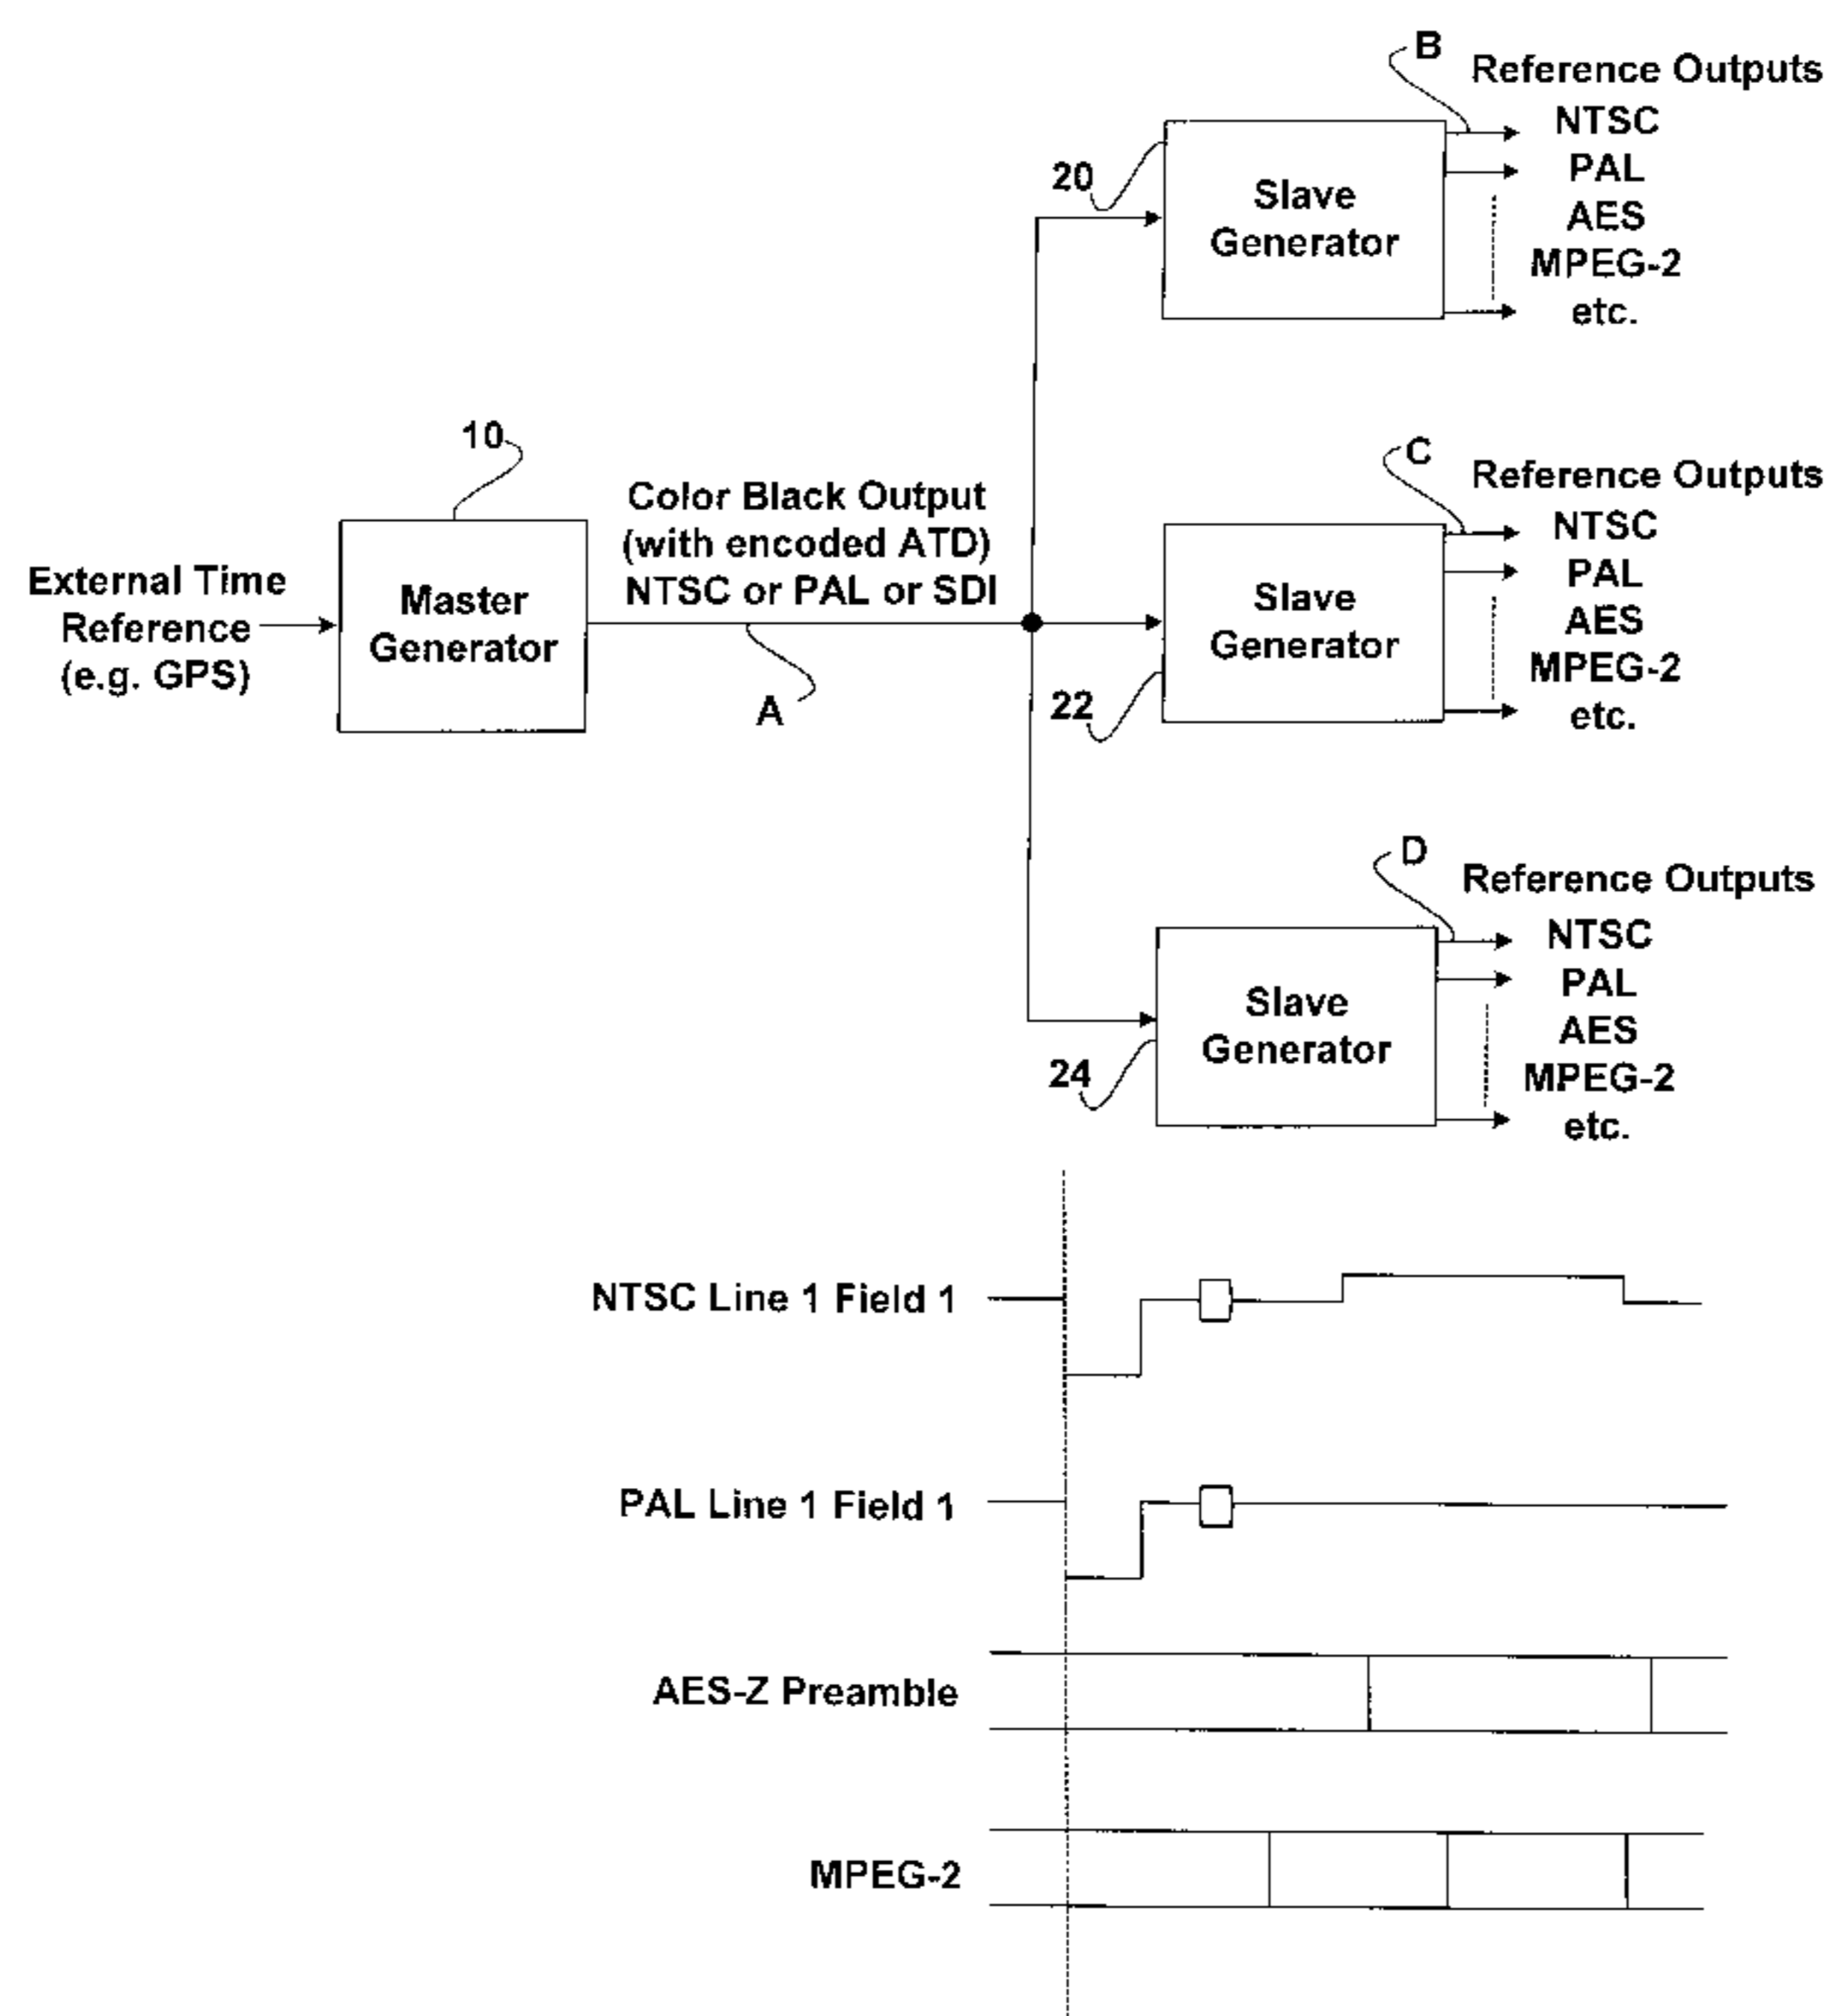 B
Reference Outputs
NTSC
PAL
AES
MPEG-2
etc.
20
Slave
Generator
10
Color Black Output
(with encoded ATD)
NTSC or PAL or SDI
External Time
Reference
(e.g. GPS)
Master
Generator
A
C
Reference Outputs
NTSC
PAL
AES
MPEG-2
etc.
Slave
Generator
22
D
Reference Outputs
NTSC
PAL
AES
MPEG-2
etc.
Slave
Generator
24
NTSC Line 1 Field 1
PAL Line 1 Field 1
AES-Z Preamble
MPEG-2